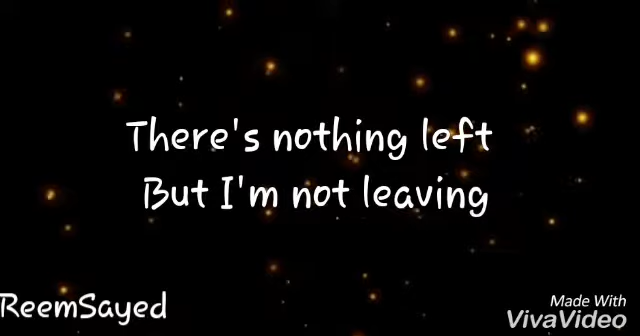 There's nothing left
But I'm not leaving
ReemSayed
Made With
VivaVideo